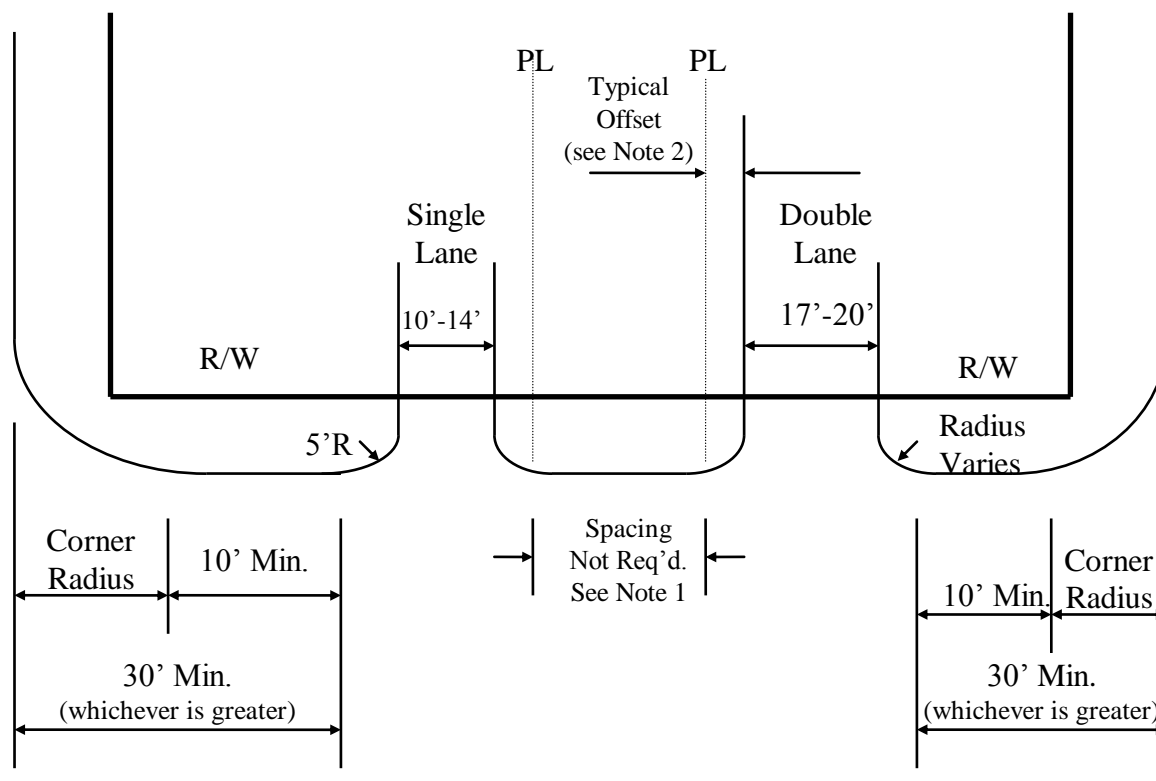 PL
PL
Typical
Offset
(see Note 2)
Single
Lane
Double
Lane
10’-14’
17’-20’
R/W
R/W
5’R
Radius
Varies
Corner
Radius
10’ Min.
Spacing
Not Req’d.
See Note 1
10’ Min.
Corner
Radius
30’ Min.
(whichever is greater)
30’ Min.
(whichever is greater)